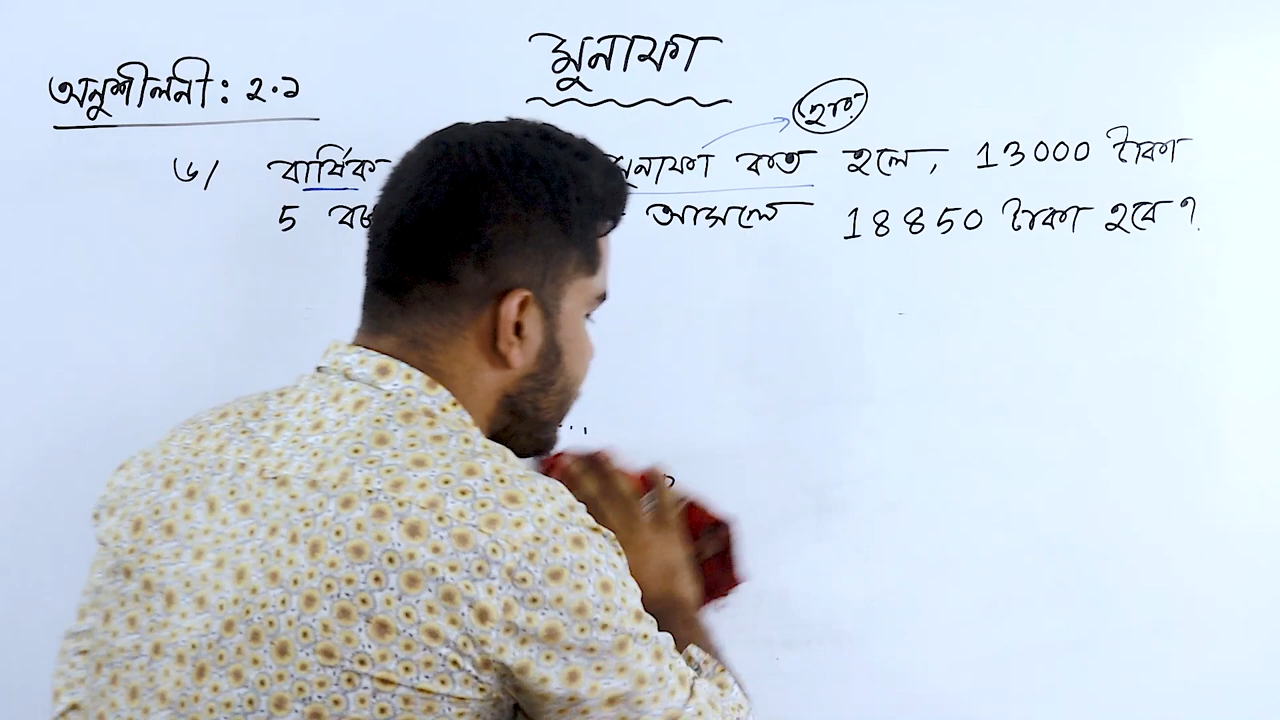 মুনাফা
অনুশীলনী: ২.১
হার
৬/ বার্ষিক মুনাফা কত হলে, 13000 টাকা
5 আসলে 18850 টাকা হবে?